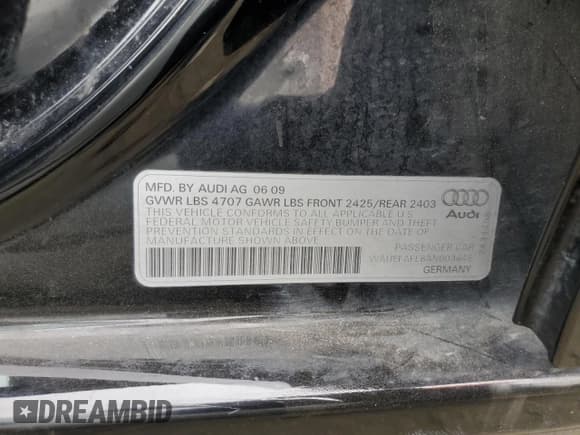 MFD. BY AUDI AG 06 09
GVWR LBS 4707 GAWR LBS FRONT 2425/REAR 2403
THIS VEHICLE CONFORMS TO ALL APPLICABLE U.S.
FEDERAL MOTOR VEHICLE SAFETY BUMPER AND THEFT
PREVENTION STANDARDS IN EFFECT ON THE DATE OF
MANUFACTURE SHOWN ABOVE
Audi
PASSENGER CAR
GERMANY
DREAMBID